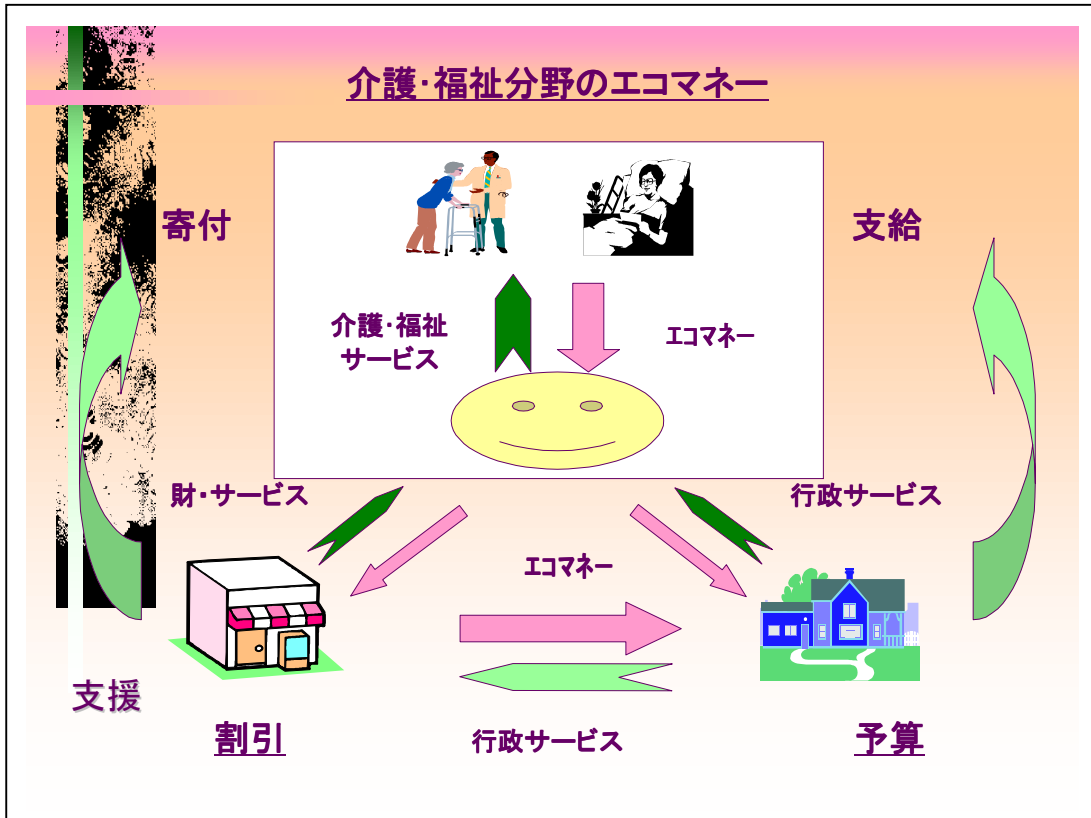 介護・福祉分野のエコマネー
寄付
支給
介護・福祉
サービス
エコマネー
財・サービス
行政サービス
エコマネー
支援
割引
行政サービス
予算